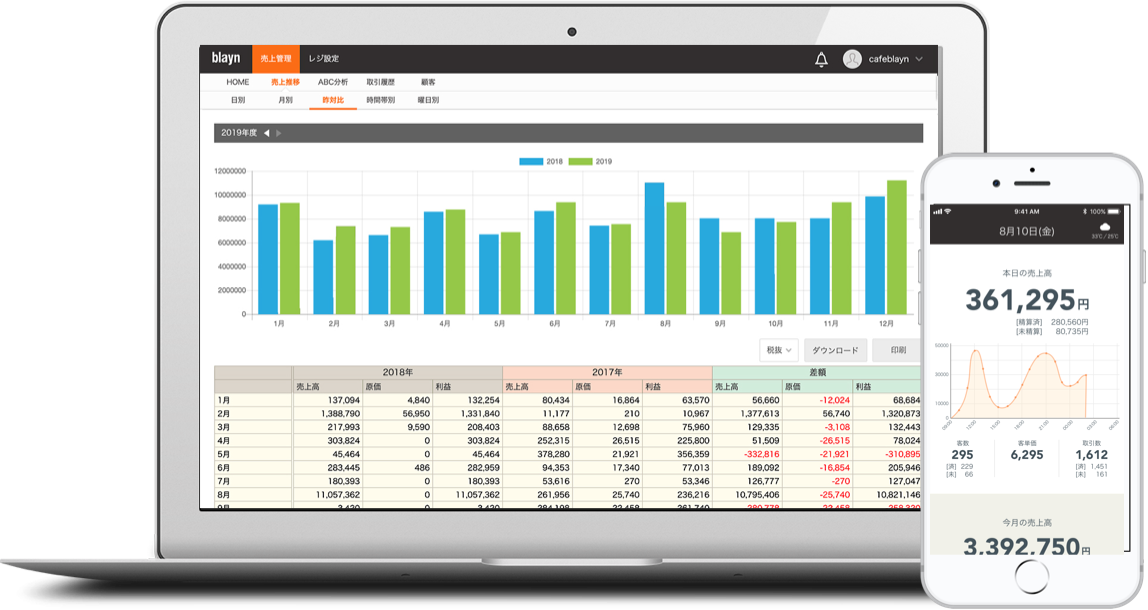 blayn 売上管理 レジ設定 cafeblayn
HOME 売上推移 ABC分析 取引履歴 顧客
日別 月別 昨対比 時間帯別 曜日別
2019年度
2018 2019
12000000
10000000
8000000
6000000
4000000
2000000
0
1月 2月 3月 4月 5月 6月 7月 8月 9月 10月 11月 12月
税抜 ダウンロード 印刷
2018年 2017年 差額
売上高 原価 利益 売上高 原価 利益 売上高 原価 利益
1月 137,094 4,840 132,254 80,434 16,864 63,570 56,660 -12,024 68,684
2月 1,388,790 56,950 1,331,840 11,177 210 10,967 1,377,613 56,740 1,320,873
3月 217,993 9,590 208,403 88,658 12,698 75,960 129,335 -3,108 132,443
4月 303,824 0 303,824 252,315 26,515 225,800 51,509 -26,515 78,024
5月 45,464 0 45,464 378,280 21,921 356,359 -332,816 -21,921 -310,895
6月 283,445 486 282,959 94,353 17,340 77,013 189,092 -16,854 205,946
7月 180,393 0 180,393 53,616 270 53,346 126,777 -270 127,047
8月 11,057,362 0 11,057,362 261,956 25,740 236,216 10,795,406 -25,740 10,821,146
9:41 AM 100%
8月10日(金)
33℃ / 25℃
本日の売上高
361,295円
[精算済] 280,560円
[未精算] 80,735円
50000
30000
10000
0
09:00 12:00 15:00 18:00 21:00 00:00 03:00 06:00
客数 客単価 取引数
295 6,295 1,612
[済] 229 [済] 1,451
[未] 66 [未] 161
今月の売上高
3,392,750円